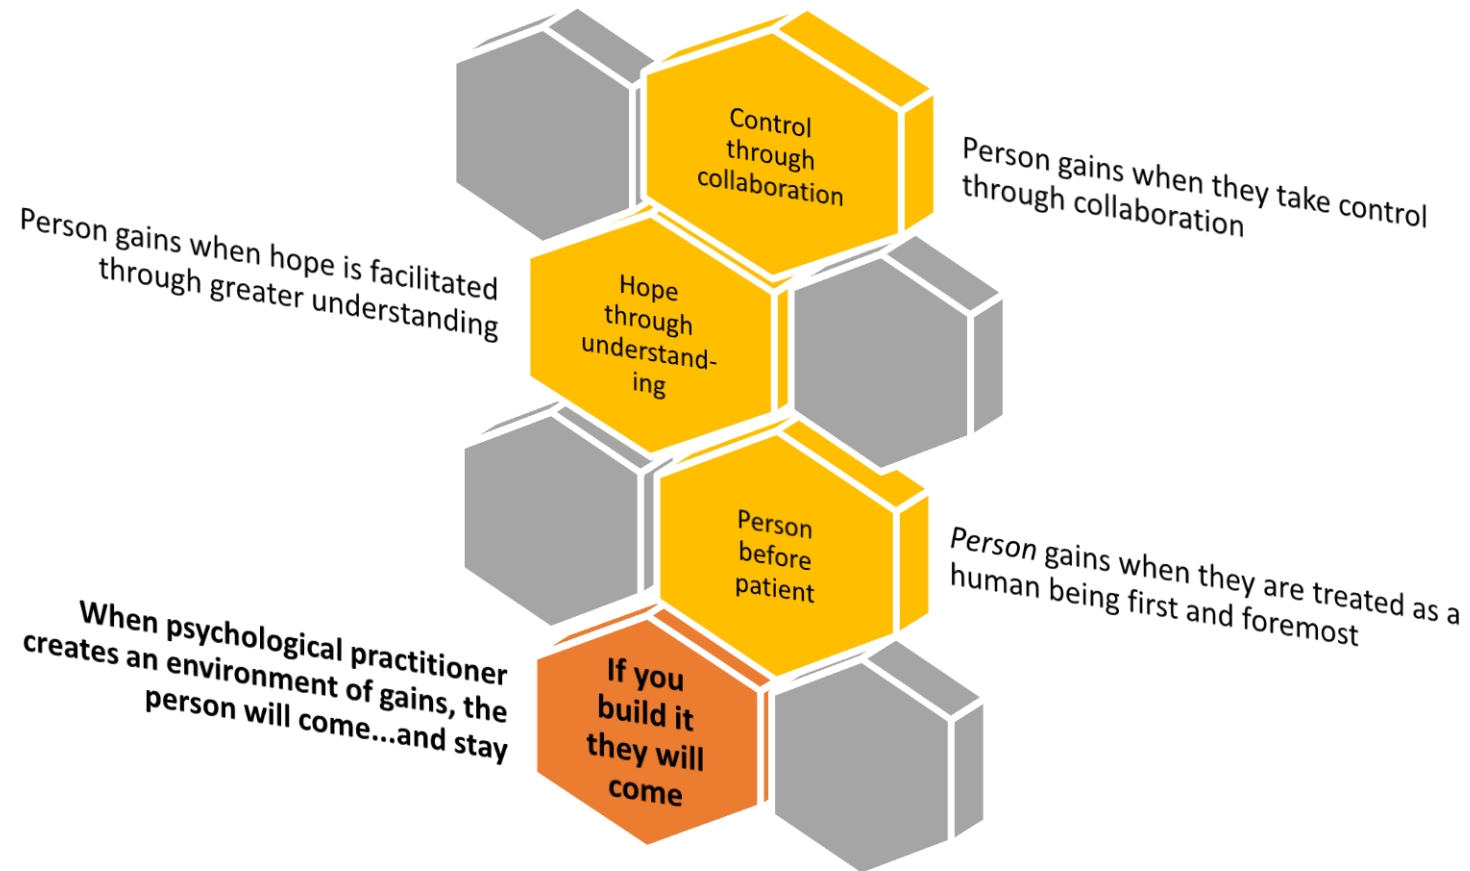 Control
through
collaboration
Person gains when they take control
through collaboration
Person gains when hope is facilitated
through greater understanding
Hope
through
understand-
ing
Person
before
patient
Person gains when they are treated as a
human being first and foremost
When psychological practitioner
creates an environment of gains, the
person will come...and stay
If you
build it
they will
come